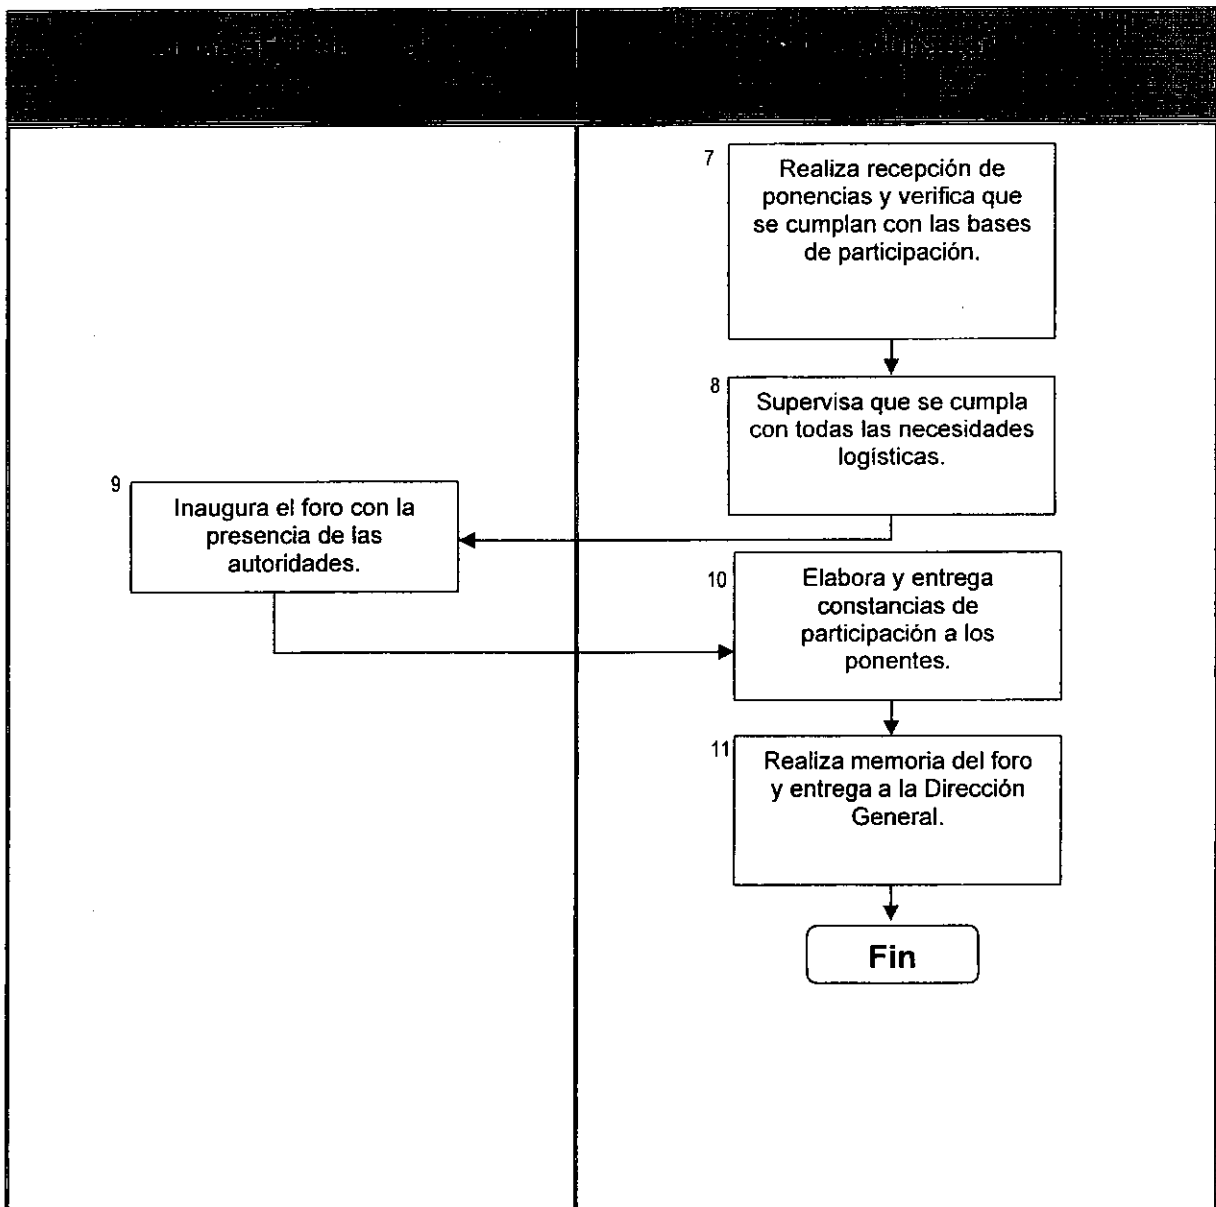 7
Realiza recepción de
ponencias y verifica que
se cumplan con las bases
de participación.
8
Supervisa que se cumpla
con todas las necesidades
logísticas.
9
Inaugura el foro con la
presencia de las
autoridades.
10
Elabora y entrega
constancias de
participación a los
ponentes.
11
Realiza memoria del foro
y entrega a la Dirección
General.
Fin